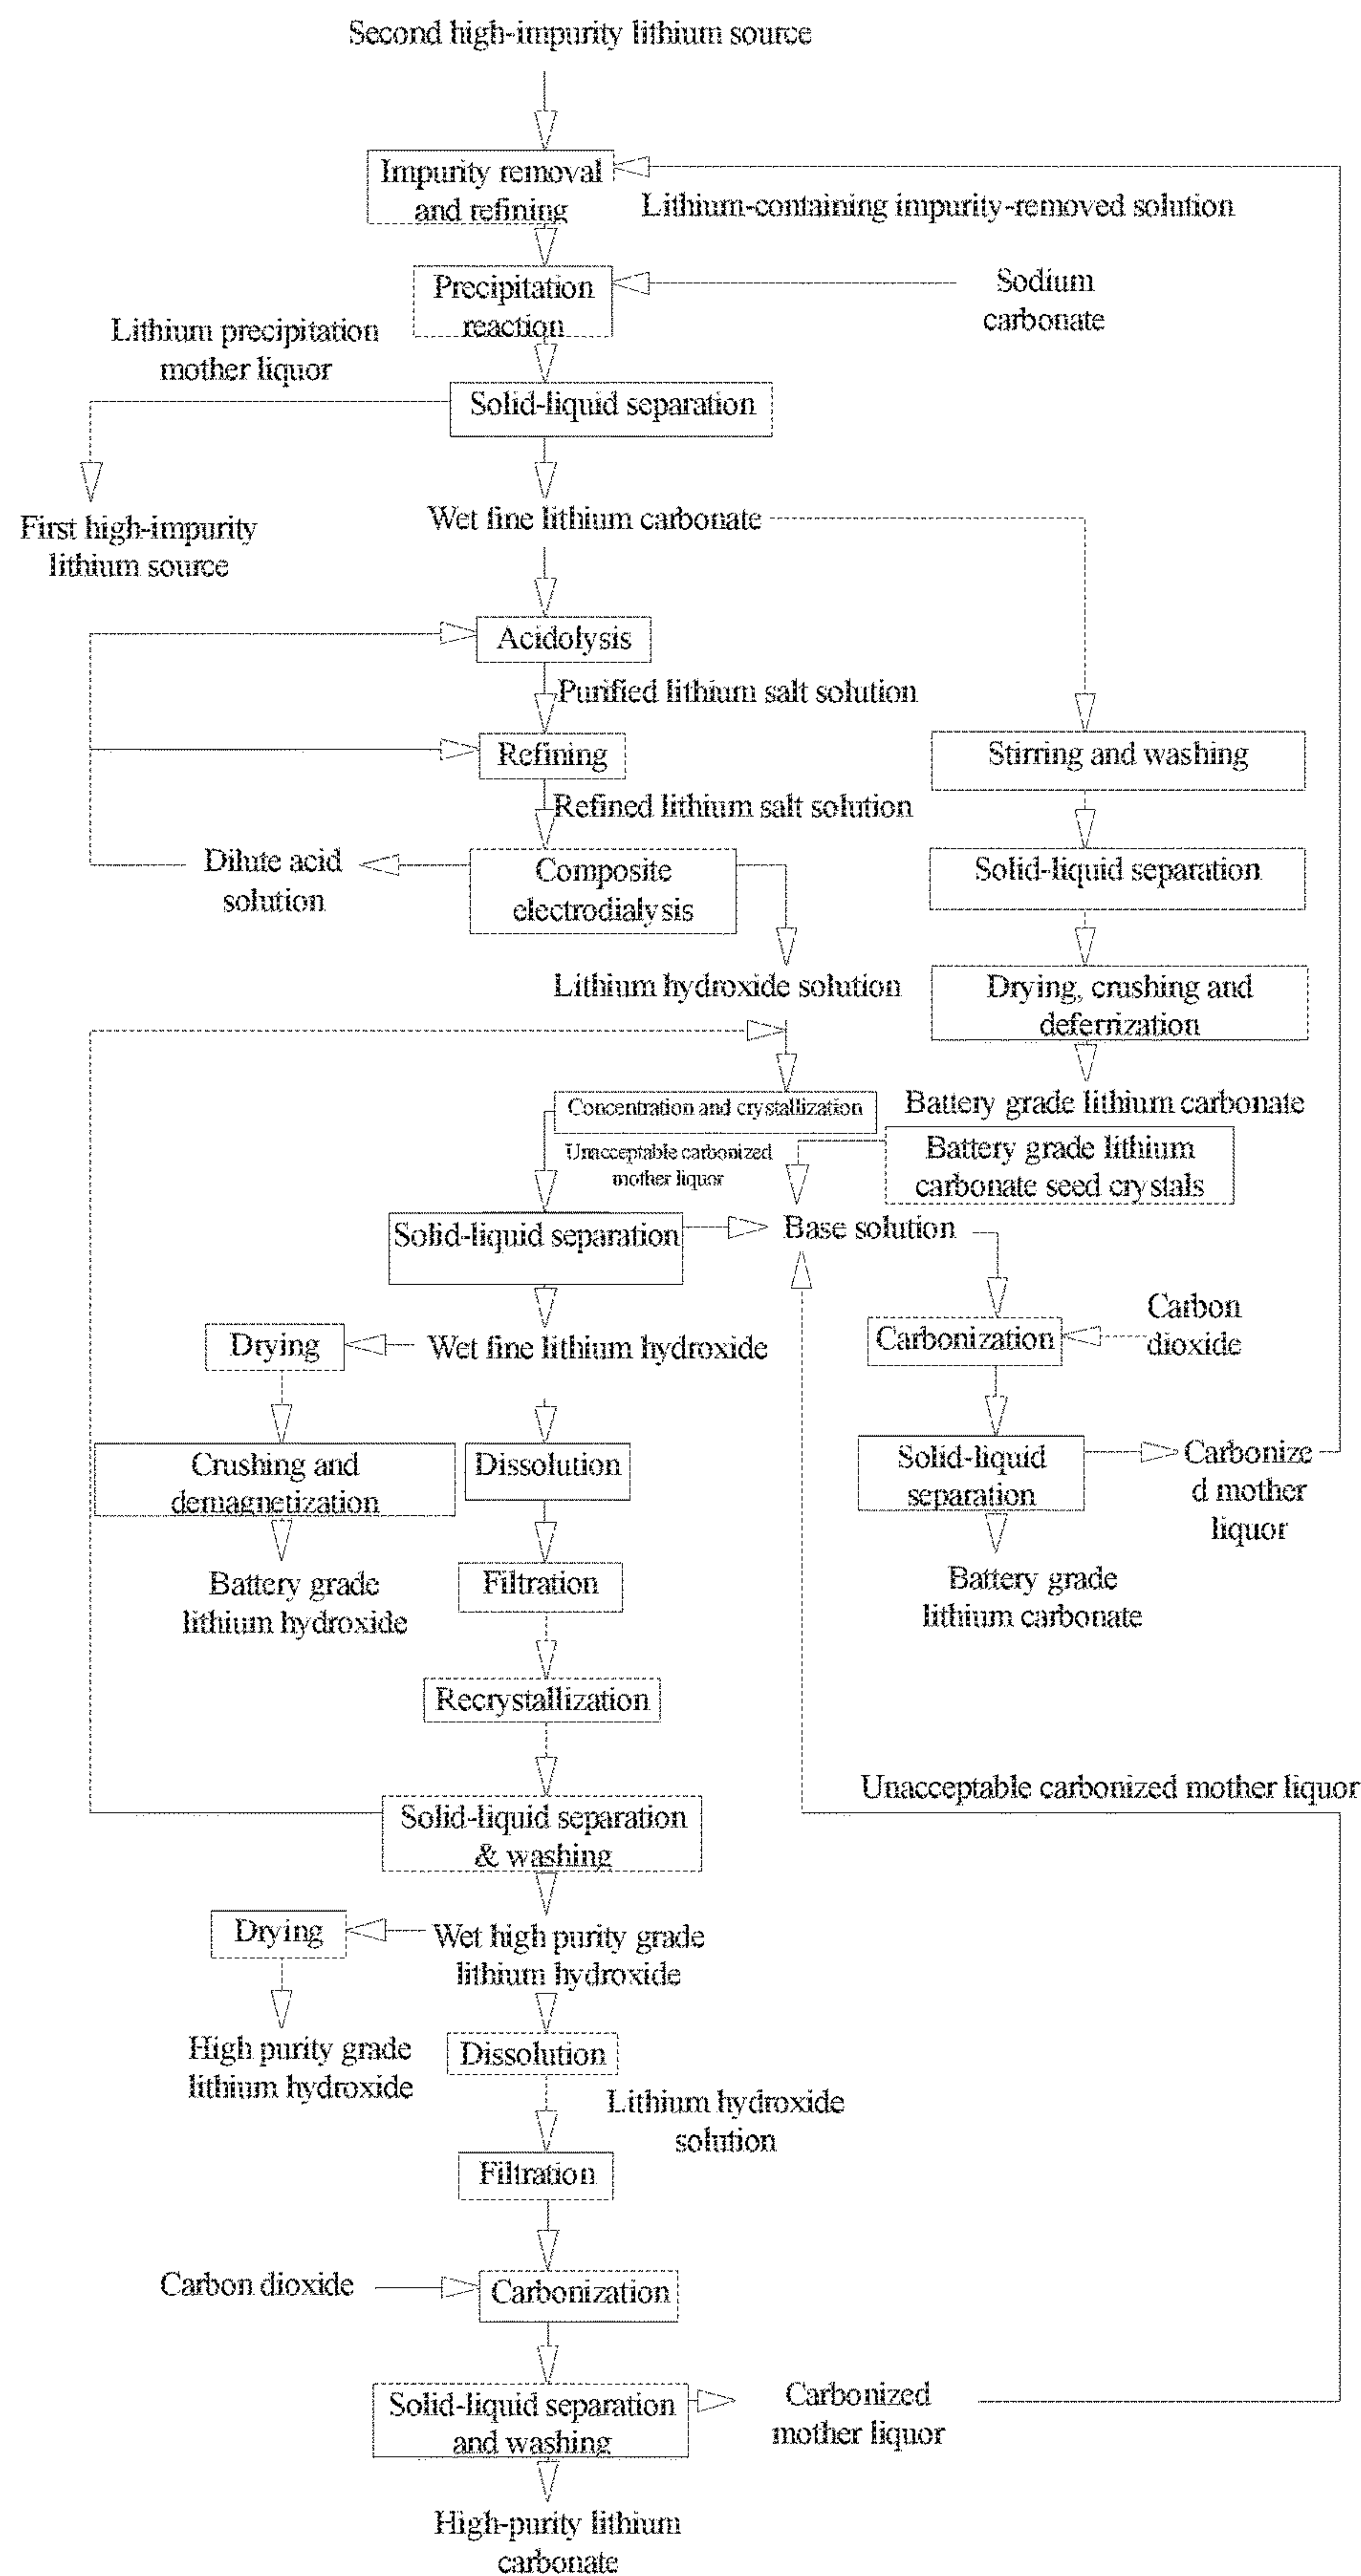 Second high-impurity lithium source
Impurity removal
and refining
Lithium-containing impurity-removed solution
Precipitation
reaction
Sodium
carbonate
Lithium precipitation
mother liquor
Solid-liquid separation
First high-impurity
lithium source
Wet fine lithium carbonate
Acidolysis
Purified lithium salt solution
Refining
Stirring and washing
Refined lithium salt solution
Dilute acid
solution
Composite
electrodialysis
Solid-liquid separation
Lithium hydroxide solution
Drying, crushing and
deferrization
Concentration and crystallization
Battery grade lithium carbonate
Unacceptable carbonized
mother liquor
Battery grade lithium
carbonate seed crystals
Solid-liquid separation
Base solution
Drying
Wet fine lithium hydroxide
Carbonization
Carbon
dioxide
Crushing and
demagnetization
Dissolution
Solid-liquid
separation
Carbonize
d mother
liquor
Battery grade
lithium hydroxide
Filtration
Battery grade
lithium carbonate
Recrystallization
Unacceptable carbonized mother liquor
Solid-liquid separation
& washing
Drying
Wet high purity grade
lithium hydroxide
High purity grade
lithium hydroxide
Dissolution
Lithium hydroxide
solution
Filtration
Carbon dioxide
Carbonization
Solid-liquid separation
and washing
Carbonized
mother liquor
High-purity lithium
carbonate